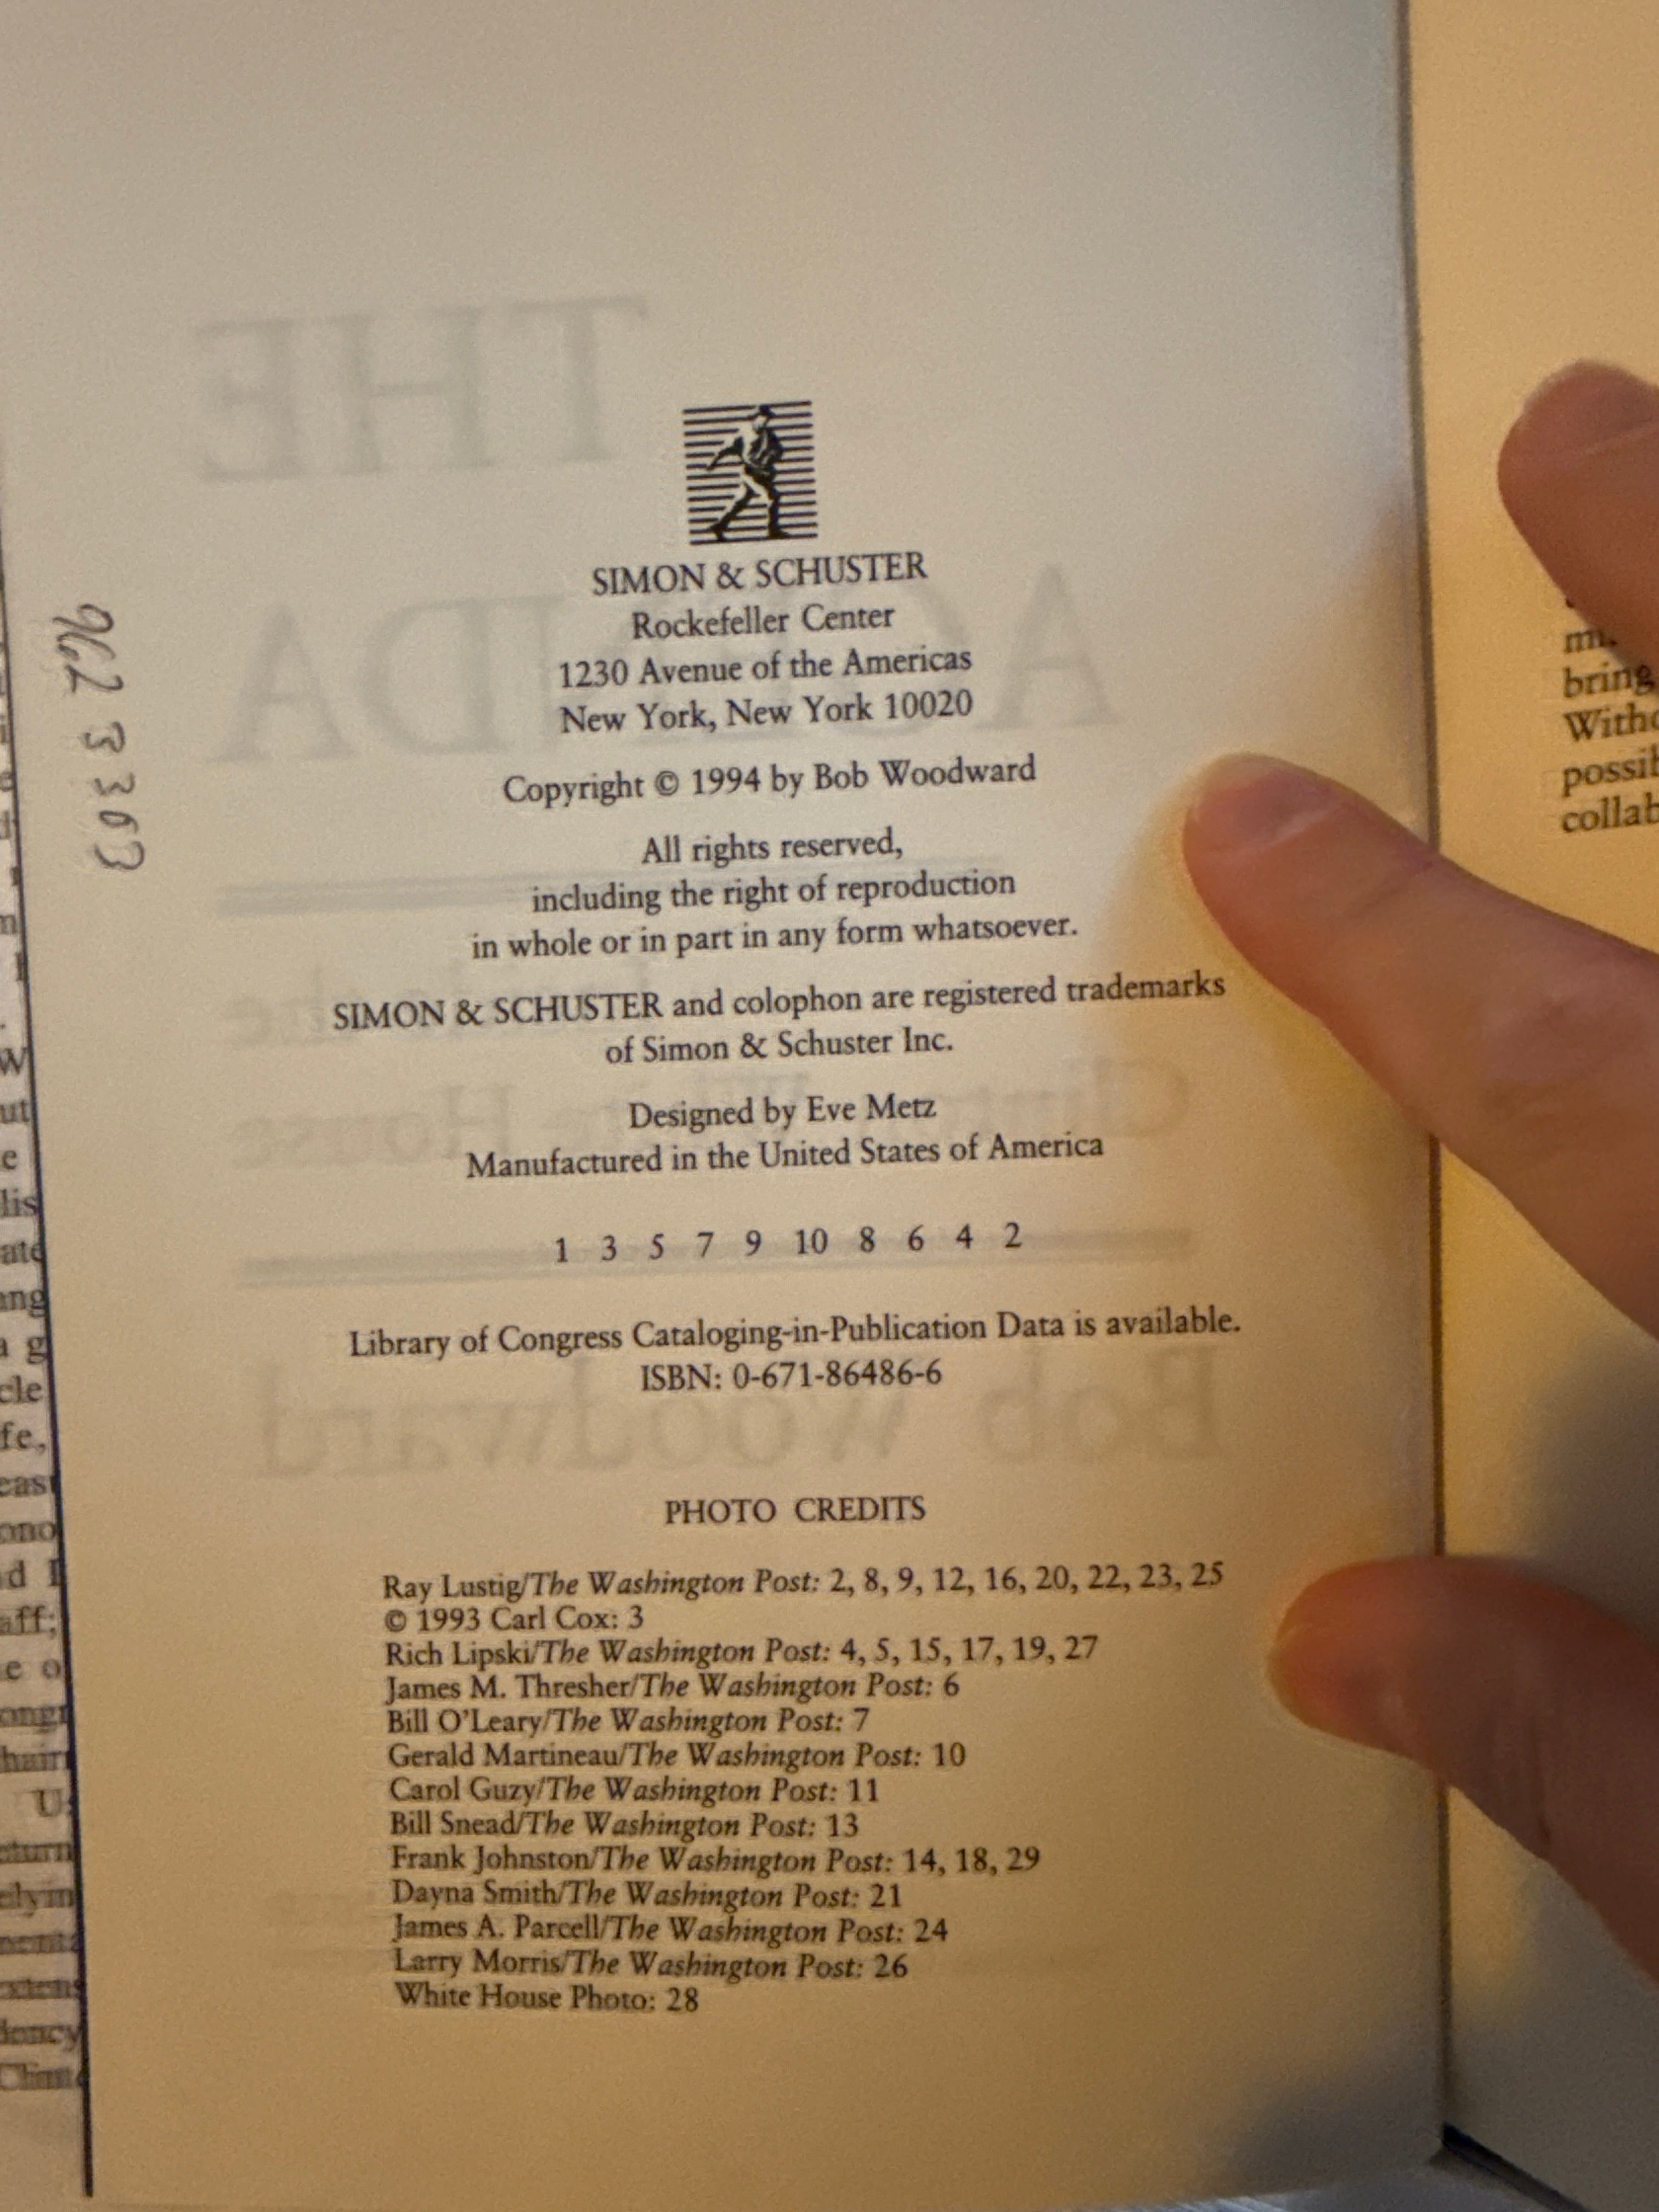 962 3363
SIMON & SCHUSTER
Rockefeller Center
1230 Avenue of the Americas
New York, New York 10020
Copyright © 1994 by Bob Woodward
All rights reserved,
including the right of reproduction
in whole or in part in any form whatsoever.
SIMON & SCHUSTER and colophon are registered trademarks
of Simon & Schuster Inc.
Designed by Eve Metz
Manufactured in the United States of America
1 3 5 7 9 10 8 6 4 2
Library of Congress Cataloging-in-Publication Data is available.
ISBN: 0-671-86486-6
PHOTO CREDITS
Ray Lustig/The Washington Post: 2, 8, 9, 12, 16, 20, 22, 23, 25
© 1993 Carl Cox: 3
Rich Lipski/The Washington Post: 4, 5, 15, 17, 19, 27
James M. Thresher/The Washington Post: 6
Bill O'Leary/The Washington Post: 7
Gerald Martineau/The Washington Post: 10
Carol Guzy/The Washington Post: 11
Bill Snead/The Washington Post: 13
Frank Johnston/The Washington Post: 14, 18, 29
Dayna Smith/The Washington Post: 21
James A. Parcell/The Washington Post: 24
Larry Morris/The Washington Post: 26
White House Photo: 28
bring